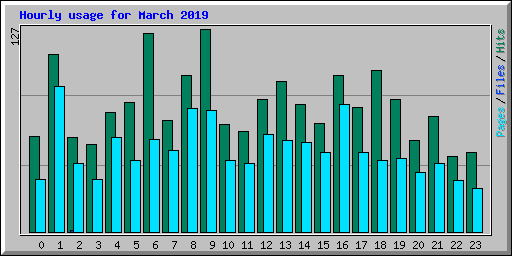 Hourly usage for March 2019
127
Pages/Files/Hits
0 1 2 3 4 5 6 7 8 9 10 11 12 13 14 15 16 17 18 19 20 21 22 23